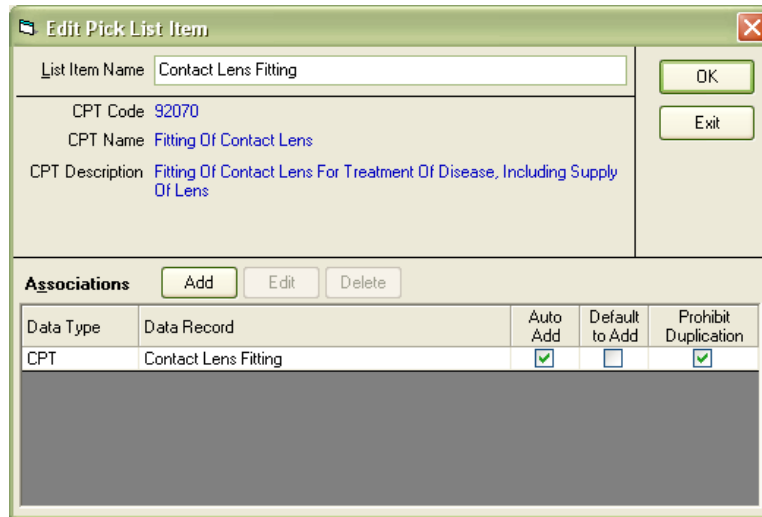 Edit Pick List Item
List Item Name Contact Lens Fitting
OK
CPT Code 92070
Exit
CPT Name Fitting Of Contact Lens
CPT Description Fitting Of Contact Lens For Treatment Of Disease, Including Supply
Of Lens
Associations Add Edit Delete
Data Type Data Record Auto Add Default to Add Prohibit Duplication
CPT Contact Lens Fitting